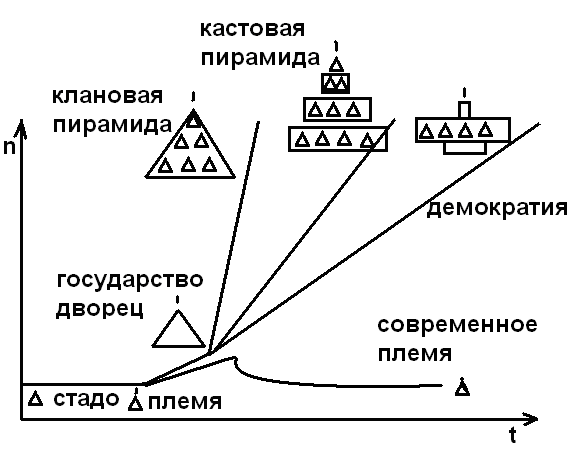 кастовая
пирамида
клановая
пирамида
n
демократия
государство
дворец
современное
племя
стадо
племя
t